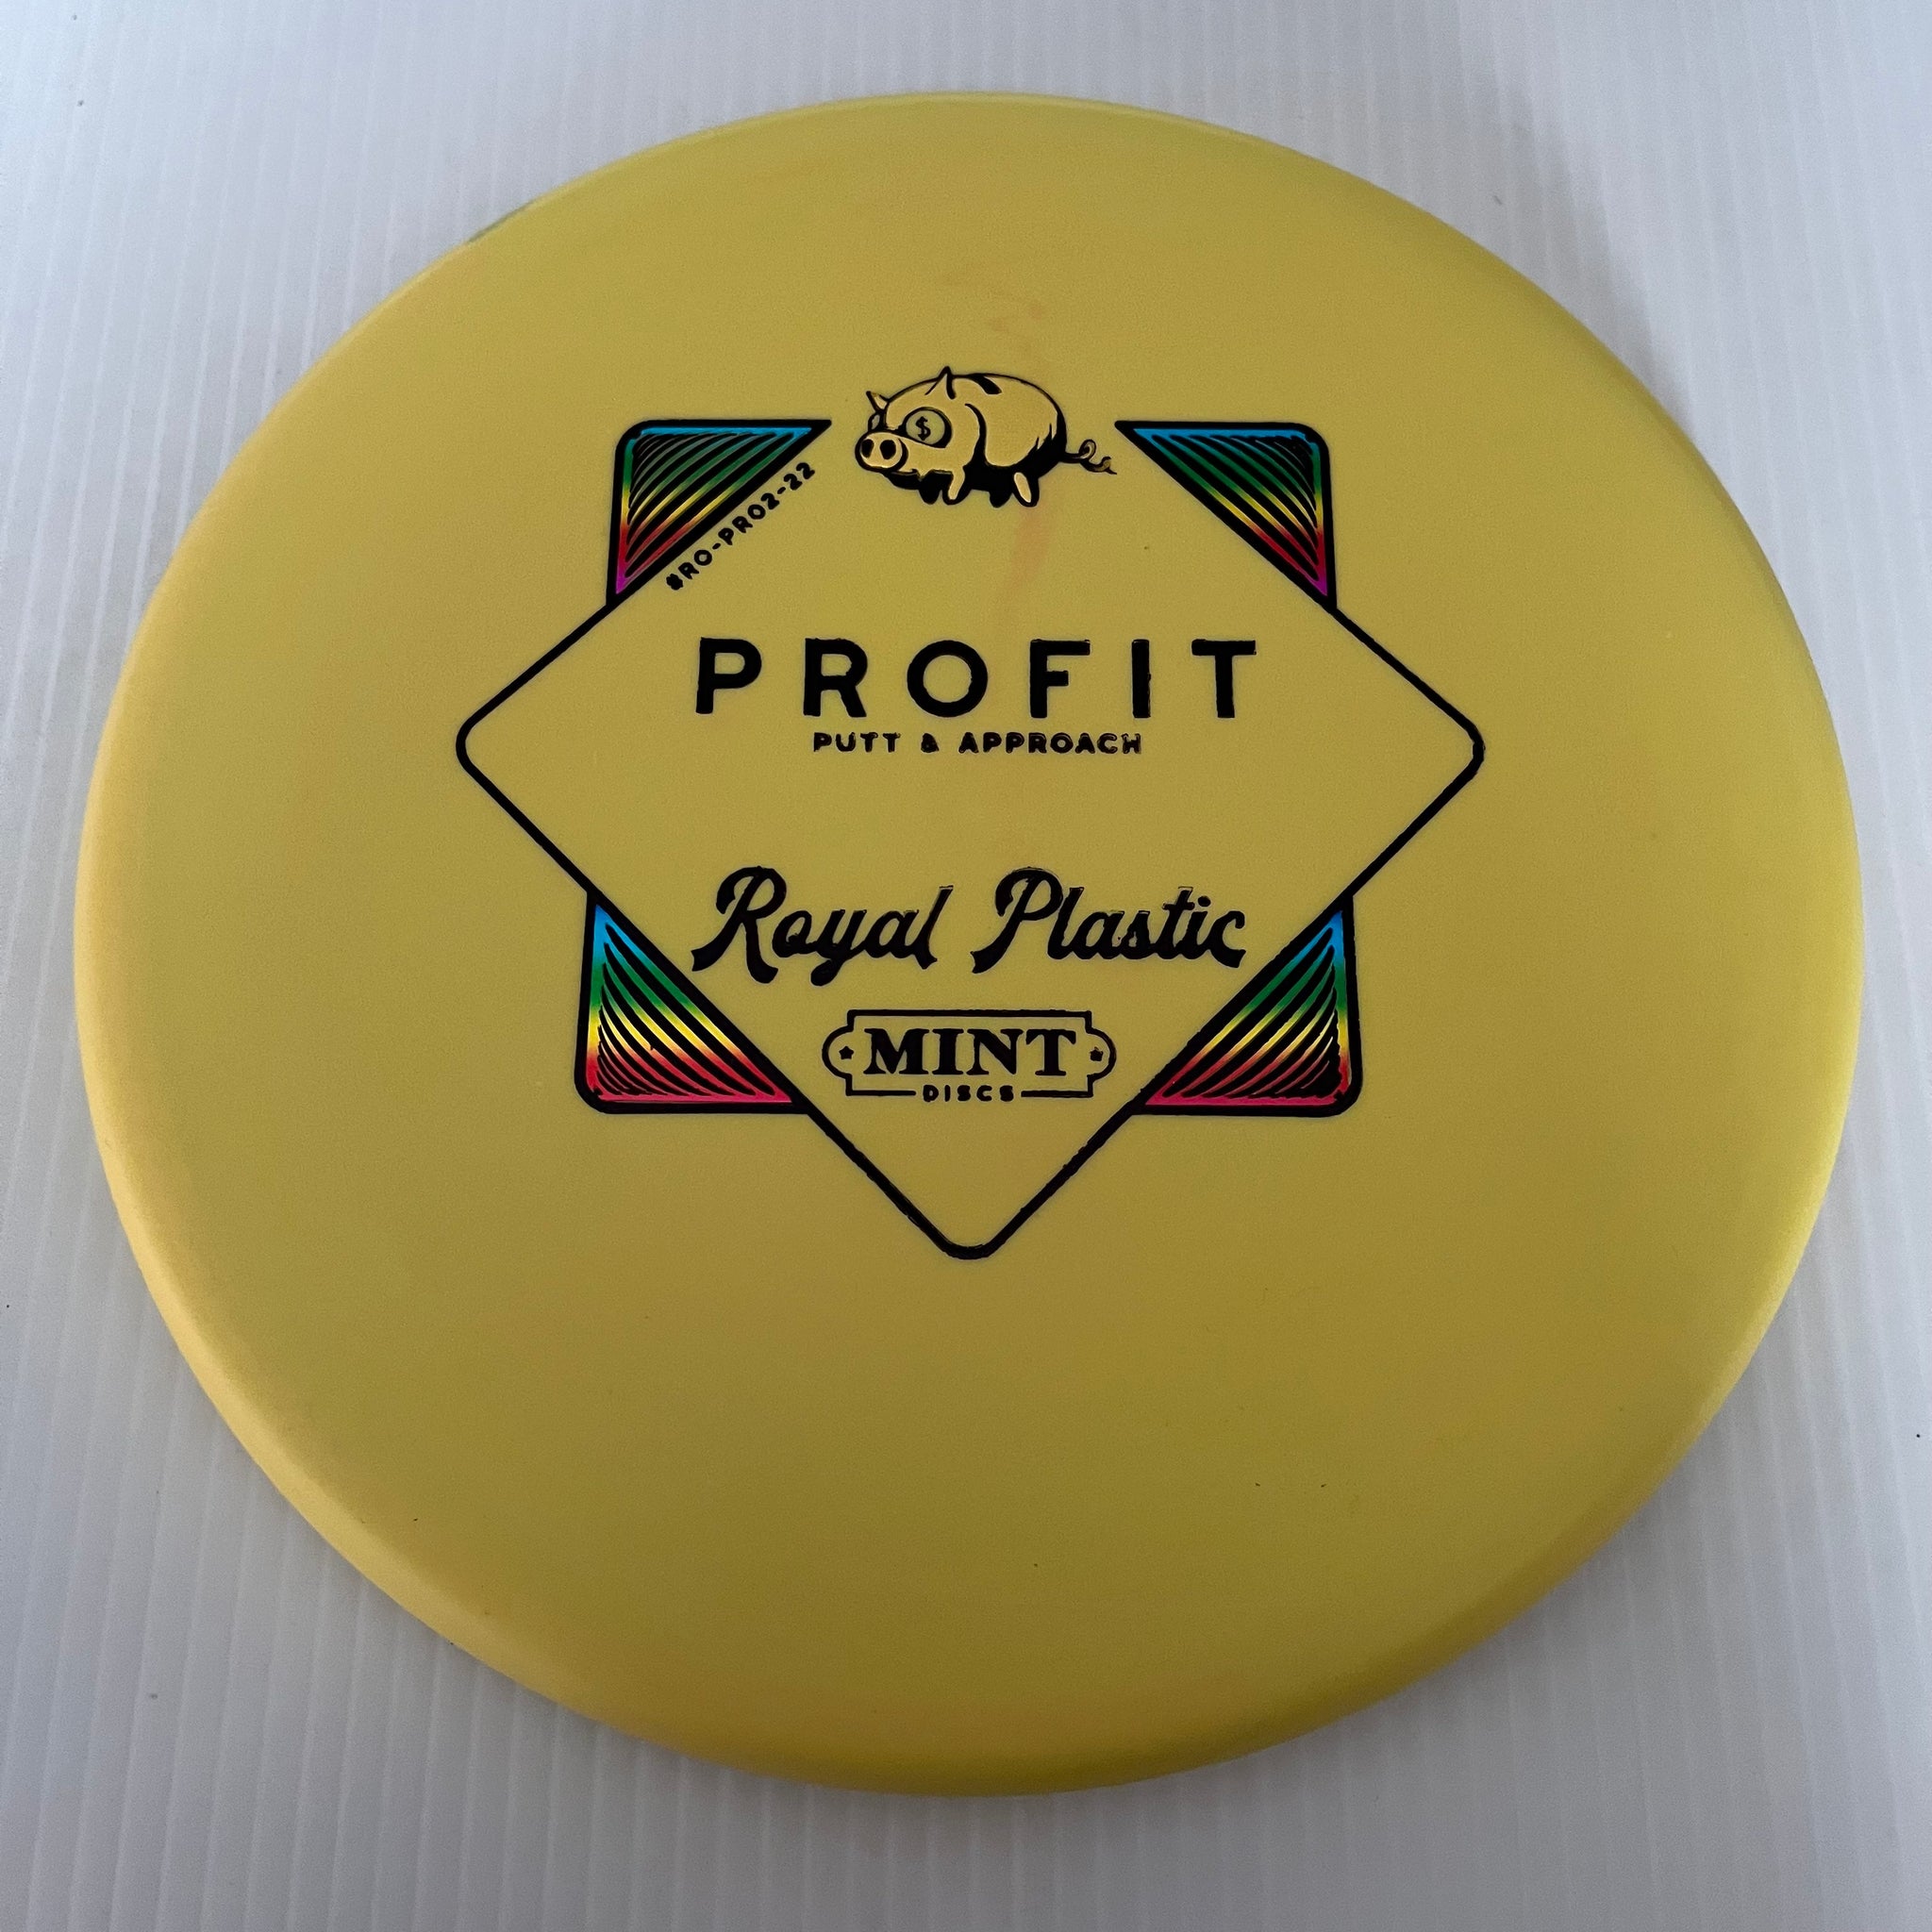 $
#RO-PRO2-22
PROFIT
PUTT & APPROACH
Royal Plastic
MINT
DISCS